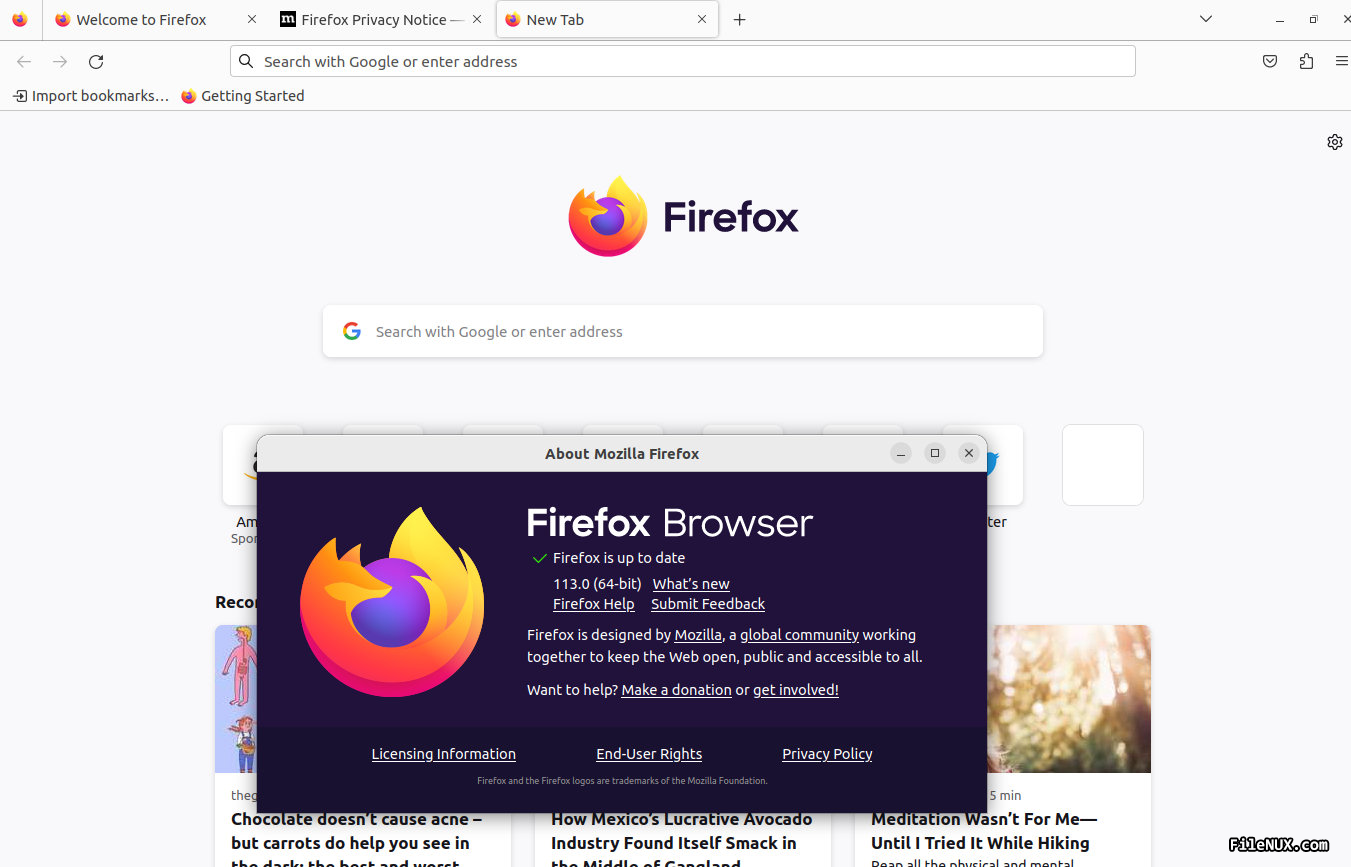 Welcome to Firefox
Firefox Privacy Notice —
New Tab
Search with Google or enter address
Import bookmarks…
Getting Started
Firefox
Search with Google or enter address
About Mozilla Firefox
Firefox Browser
Firefox is up to date
113.0 (64-bit) What's new
Firefox Help Submit Feedback
Firefox is designed by Mozilla, a global community working
together to keep the Web open, public and accessible to all.
Want to help? Make a donation or get involved!
Licensing Information
End-User Rights
Privacy Policy
Firefox and the Firefox logos are trademarks of the Mozilla Foundation.
5 min
Chocolate doesn’t cause acne –
but carrots do help you see in
the dark: the best and worst
How Mexico’s Lucrative Avocado
Industry Found Itself Smack in
the Middle of Gangland
Meditation Wasn’t For Me—
Until I Tried It While Hiking
Reap all the physical and mental
FileNUX.com